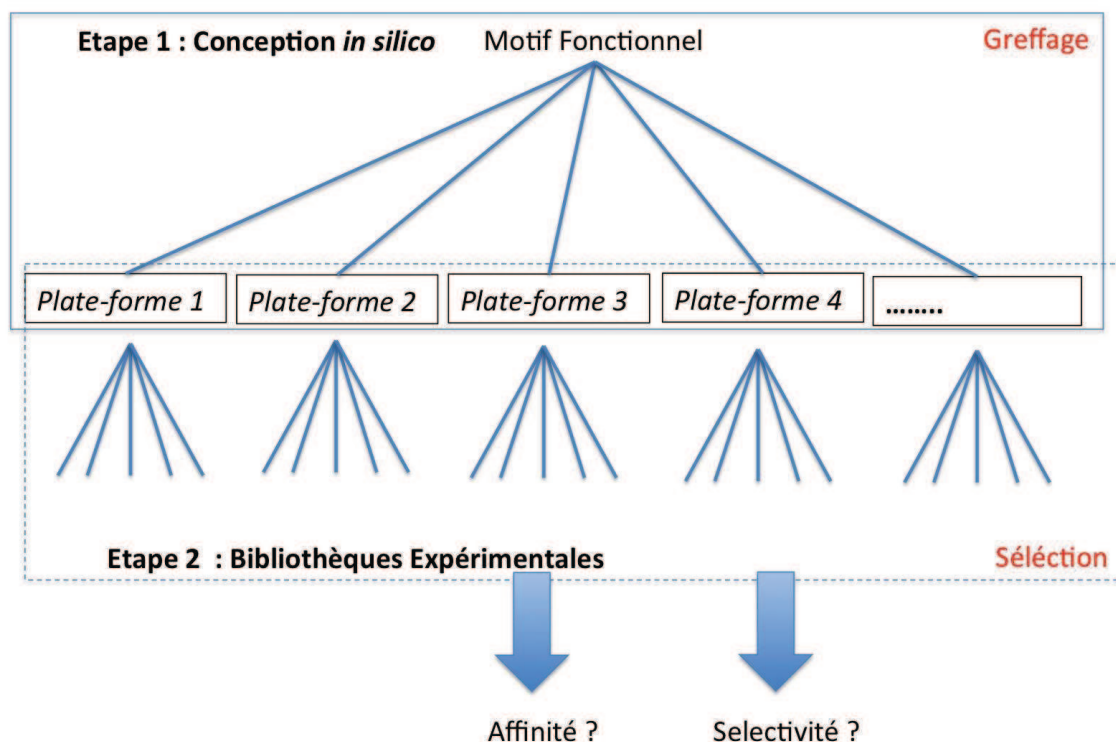 Etape 1 : Conception in silico Motif Fonctionnel Greffage
Plate-forme 1 Plate-forme 2 Plate-forme 3 Plate-forme 4 ........
Etape 2 : Bibliothèques Expérimentales Séléction
Affinité ? Selectivité ?